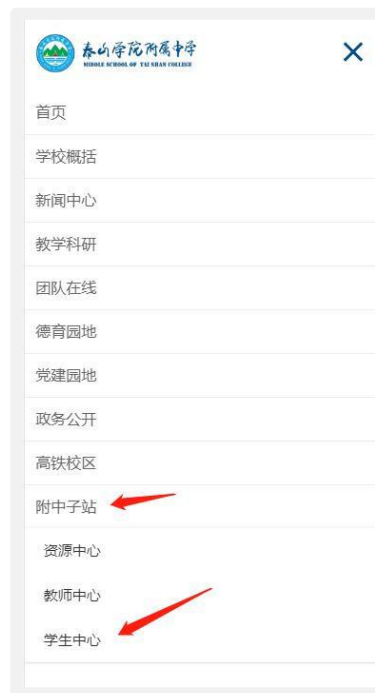 泰山学院附属中学
MIDDLE SCHOOL OF TAI SHAN COLLEGE
首页
学校概括
新闻中心
教学科研
团队在线
德育园地
党建园地
政务公开
高铁校区
附中子站
资源中心
教师中心
学生中心